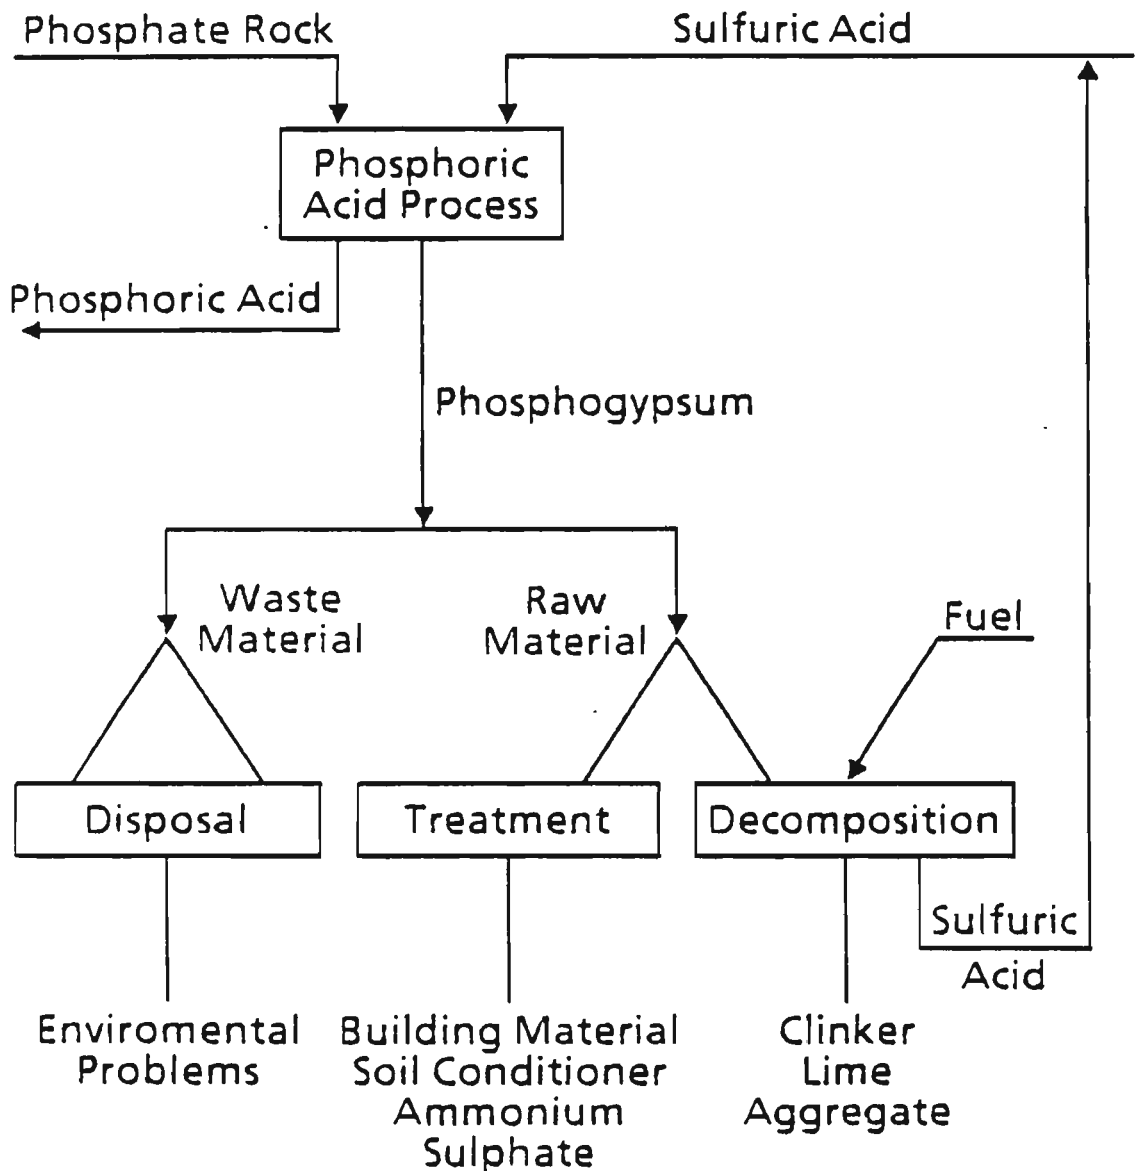 Phosphate Rock
Sulfuric Acid
Phosphoric
Acid Process
Phosphoric Acid
Phosphogypsum
Waste
Material
Raw
Material
Fuel
Disposal
Treatment
Decomposition
Sulfuric
Acid
Enviromental
Problems
Building Material
Soil Conditioner
Ammonium
Sulphate
Clinker
Lime
Aggregate